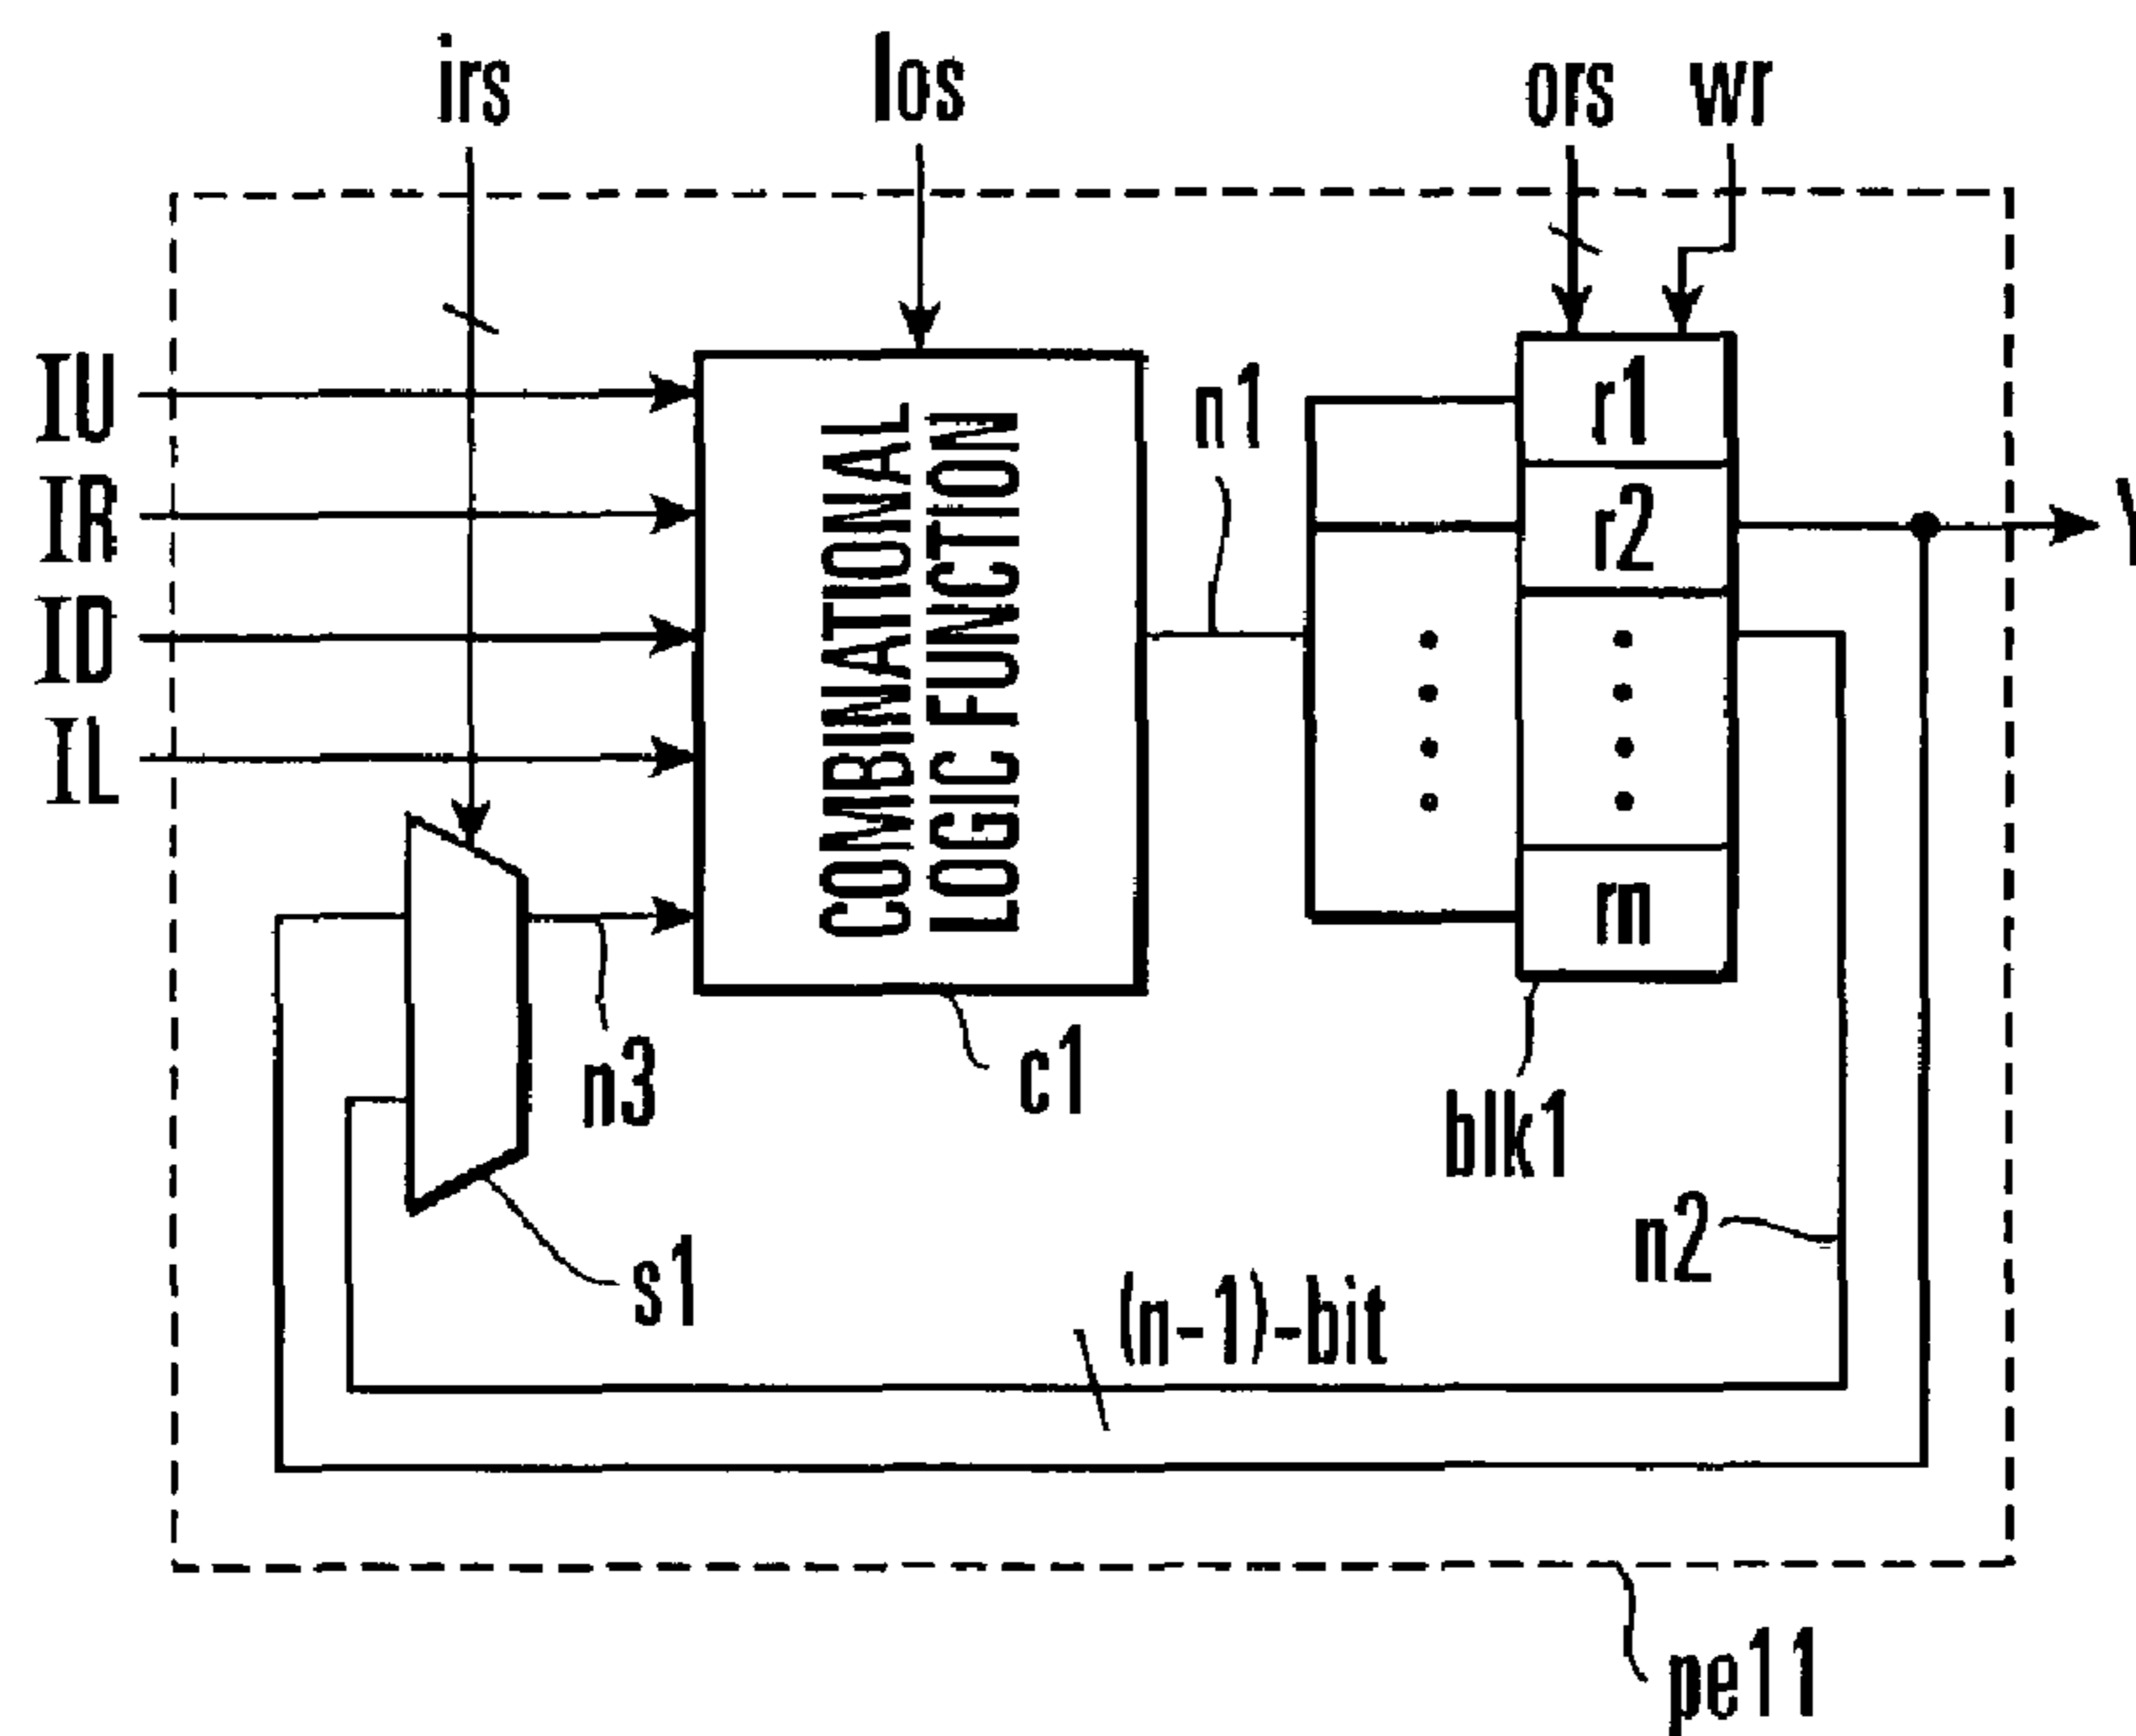 irs
los
ors
wr
IU
IR
ID
IL
COMBINATIONAL
LOGIC FUNCTION
n1
r1
r2
rn
Y
n3
c1
blk1
s1
n2
(n-1)-bit
pe11